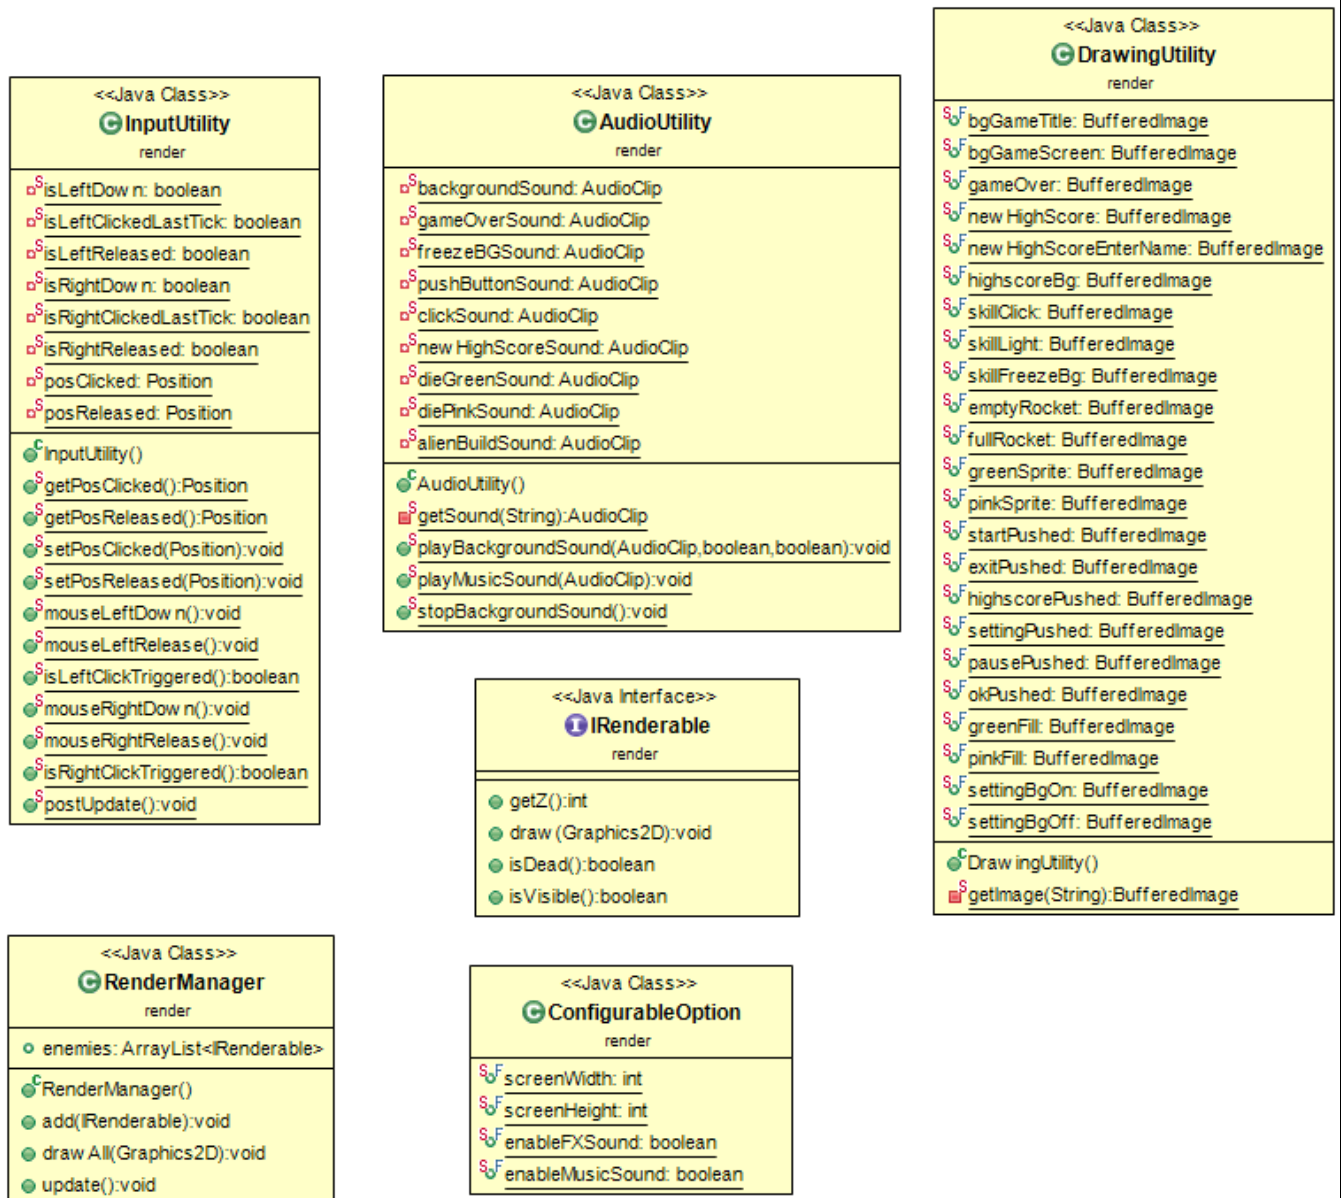 <<Java Class>>
InputUtility
render
isLeftDown: boolean
isLeftClickedLastTick: boolean
isLeftReleased: boolean
isRightDown: boolean
isRightClickedLastTick: boolean
isRightReleased: boolean
posClicked: Position
posReleased: Position
InputUtility()
getPosClicked():Position
getPosReleased():Position
setPosClicked(Position):void
setPosReleased(Position):void
mouseLeftDown():void
mouseLeftRelease():void
isLeftClickTriggered():boolean
mouseRightDown():void
mouseRightRelease():void
isRightClickTriggered():boolean
postUpdate():void
<<Java Class>>
AudioUtility
render
backgroundSound: AudioClip
gameOverSound: AudioClip
freezeBGSound: AudioClip
pushButtonSound: AudioClip
clickSound: AudioClip
newHighScoreSound: AudioClip
dieGreenSound: AudioClip
diePinkSound: AudioClip
alienBuildSound: AudioClip
AudioUtility()
getSound(String):AudioClip
playBackgroundSound(AudioClip,boolean,boolean):void
playMusicSound(AudioClip):void
stopBackgroundSound():void
<<Java Class>>
DrawingUtility
render
bgGameTitle: BufferedImage
bgGameScreen: BufferedImage
gameOver: BufferedImage
newHighScore: BufferedImage
newHighScoreEnterName: BufferedImage
highscoreBg: BufferedImage
skillClick: BufferedImage
skillLight: BufferedImage
skillFreezeBg: BufferedImage
emptyRocket: BufferedImage
fullRocket: BufferedImage
greenSprite: BufferedImage
pinkSprite: BufferedImage
startPushed: BufferedImage
exitPushed: BufferedImage
highscorePushed: BufferedImage
settingPushed: BufferedImage
pausePushed: BufferedImage
okPushed: BufferedImage
greenFill: BufferedImage
pinkFill: BufferedImage
settingBgOn: BufferedImage
settingBgOff: BufferedImage
DrawingUtility()
getImage(String):BufferedImage
<<Java Interface>>
IRenderable
render
getZ():int
draw(Graphics2D):void
isDead():boolean
isVisible():boolean
<<Java Class>>
RenderManager
render
enemies: ArrayList<IRenderable>
RenderManager()
add(IRenderable):void
drawAll(Graphics2D):void
update():void
<<Java Class>>
ConfigurableOption
render
screenWidth: int
screenHeight: int
enableFXSound: boolean
enableMusicSound: boolean